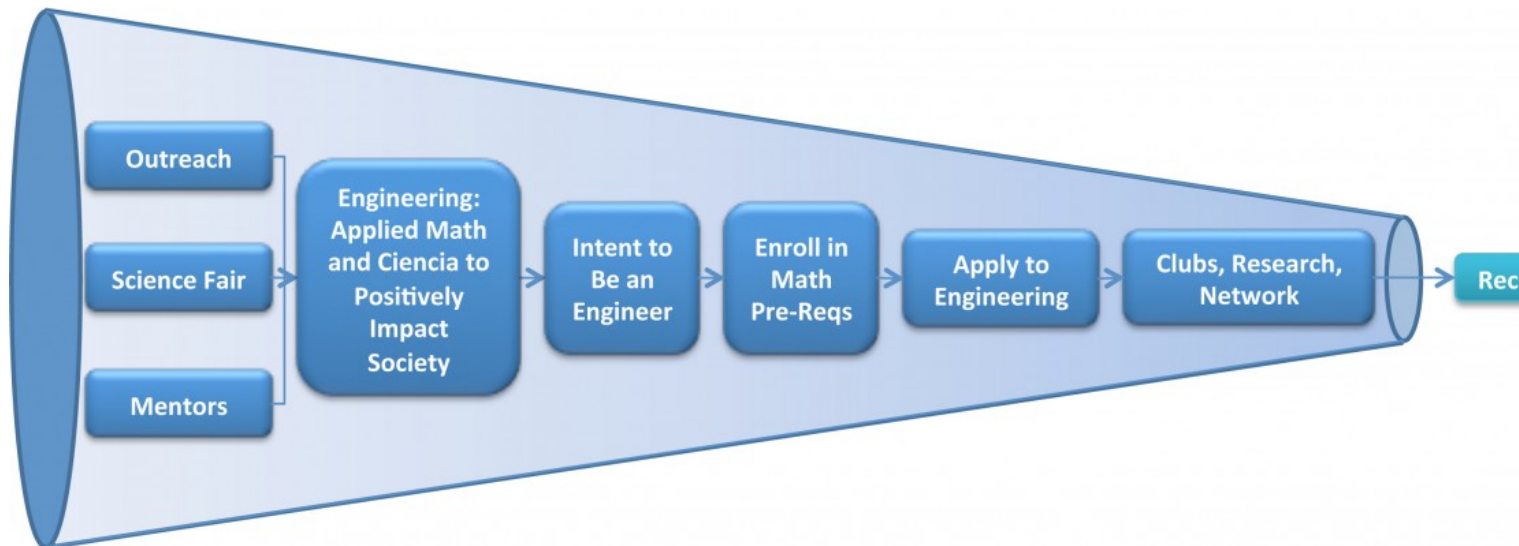 Outreach
Science Fair
Mentors
Engineering:
Applied Math
and Ciencia to
Positively
Impact
Society
Intent to
Be an
Engineer
Enroll in
Math
Pre-Reqs
Apply to
Engineering
Clubs, Research,
Network